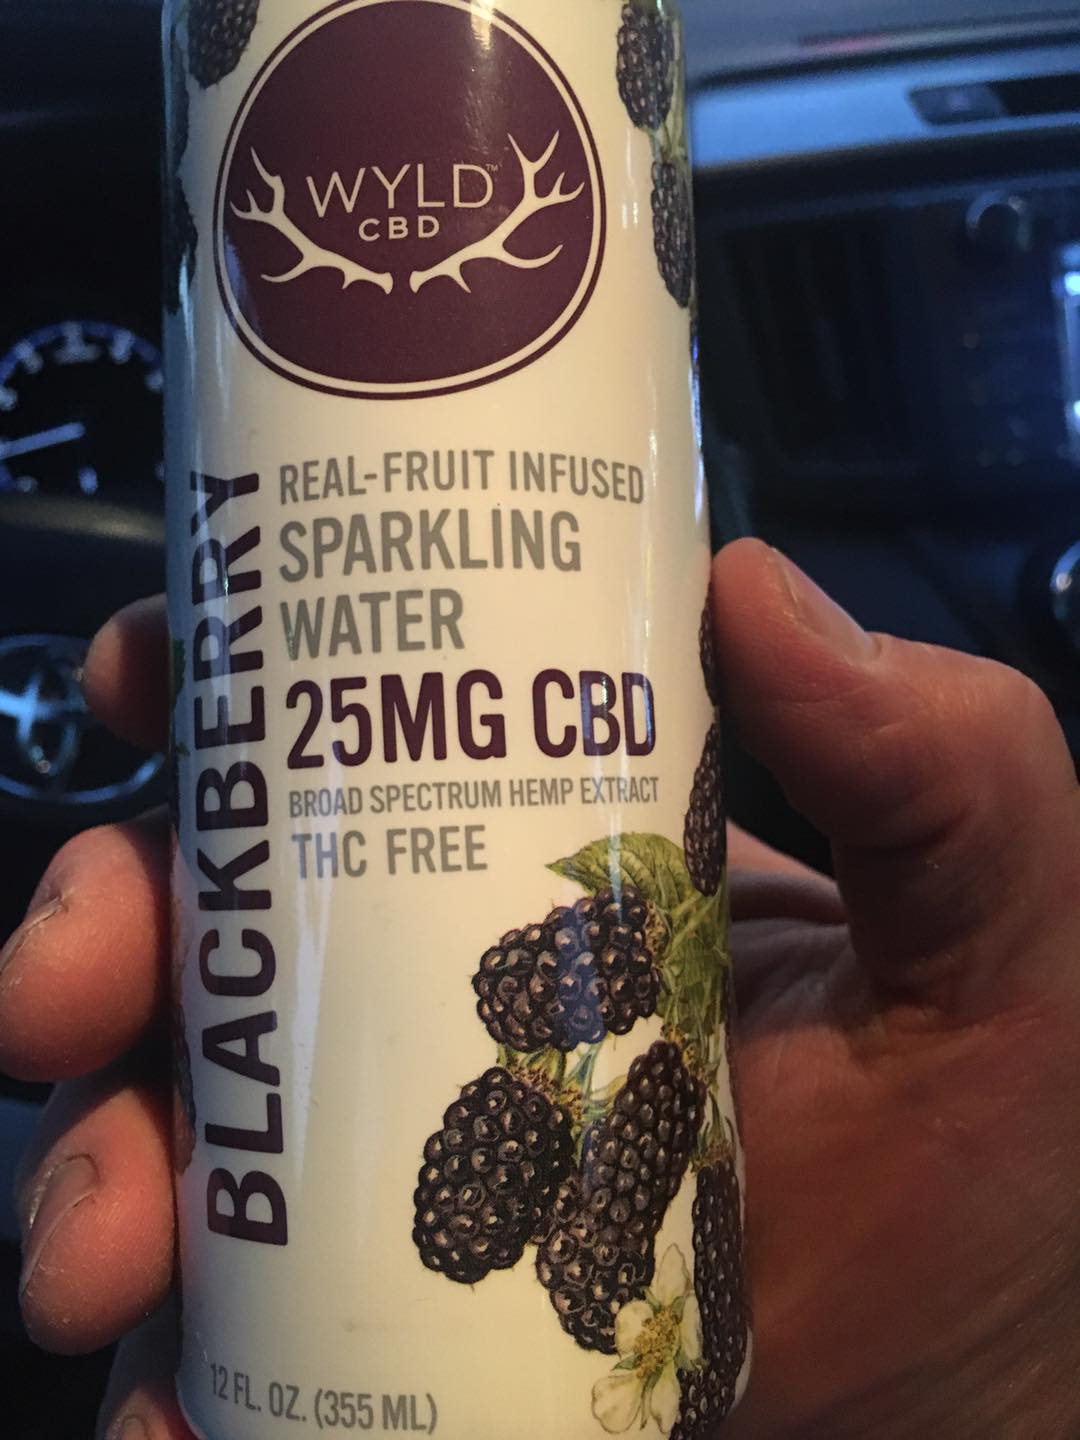 WYLD™
CBD
BLACKBERRY
REAL-FRUIT INFUSED
SPARKLING
WATER
25MG CBD
BROAD SPECTRUM HEMP EXTRACT
THC FREE
12 FL. OZ. (355 ML)